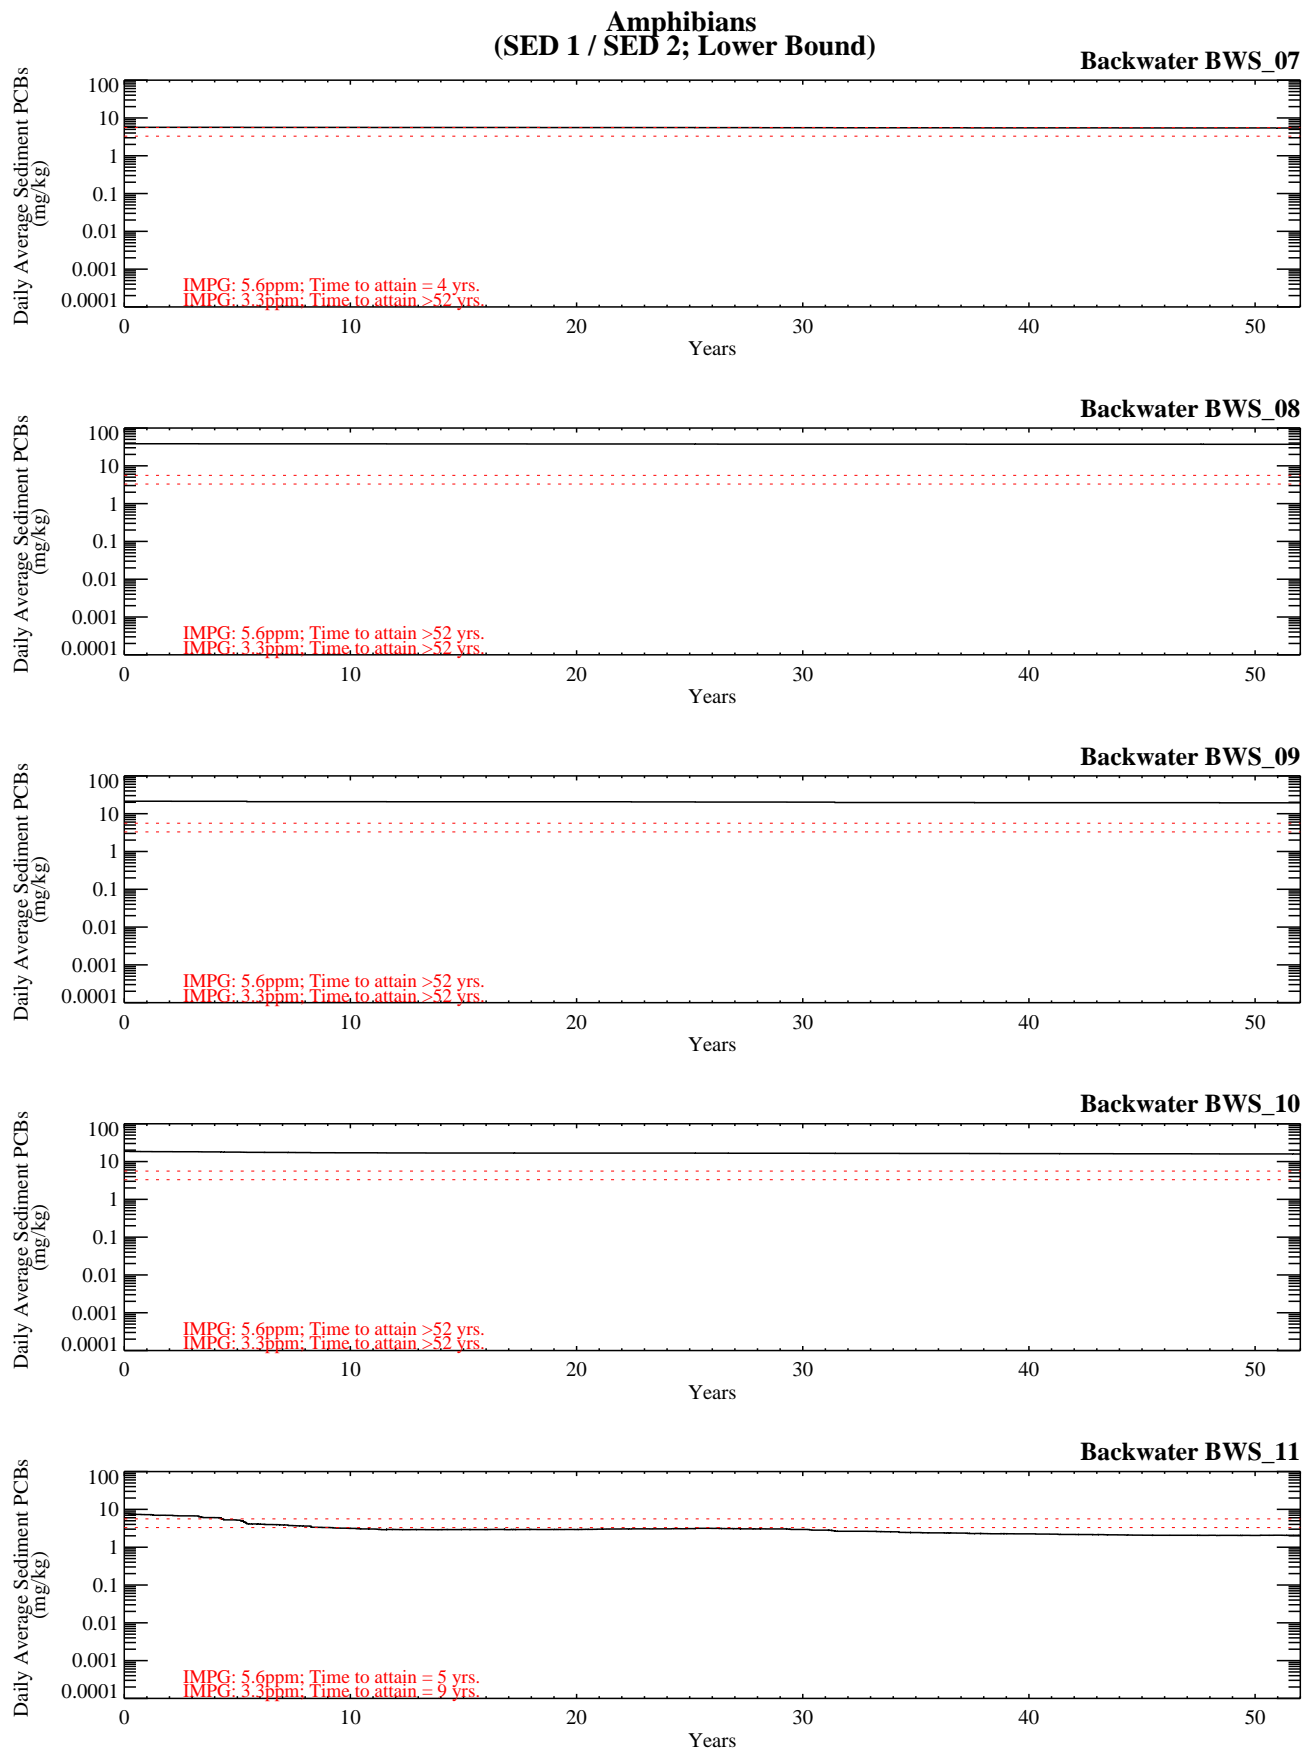 Amphibians
(SED 1 / SED 2; Lower Bound)
Backwater BWS_07
Daily Average Sediment PCBs
(mg/kg)
100
10
1
0.1
0.01
0.001
0.0001
IMPG: 5.6ppm; Time to attain = 4 yrs.
IMPG: 3.3ppm; Time to attain >52 yrs.
0 10 20 30 40 50
Years
Backwater BWS_08
Daily Average Sediment PCBs
(mg/kg)
100
10
1
0.1
0.01
0.001
0.0001
IMPG: 5.6ppm; Time to attain >52 yrs.
IMPG: 3.3ppm; Time to attain >52 yrs.
0 10 20 30 40 50
Years
Backwater BWS_09
Daily Average Sediment PCBs
(mg/kg)
100
10
1
0.1
0.01
0.001
0.0001
IMPG: 5.6ppm; Time to attain >52 yrs.
IMPG: 3.3ppm; Time to attain >52 yrs.
0 10 20 30 40 50
Years
Backwater BWS_10
Daily Average Sediment PCBs
(mg/kg)
100
10
1
0.1
0.01
0.001
0.0001
IMPG: 5.6ppm; Time to attain >52 yrs.
IMPG: 3.3ppm; Time to attain >52 yrs.
0 10 20 30 40 50
Years
Backwater BWS_11
Daily Average Sediment PCBs
(mg/kg)
100
10
1
0.1
0.01
0.001
0.0001
IMPG: 5.6ppm; Time to attain = 5 yrs.
IMPG: 3.3ppm; Time to attain = 9 yrs.
0 10 20 30 40 50
Years